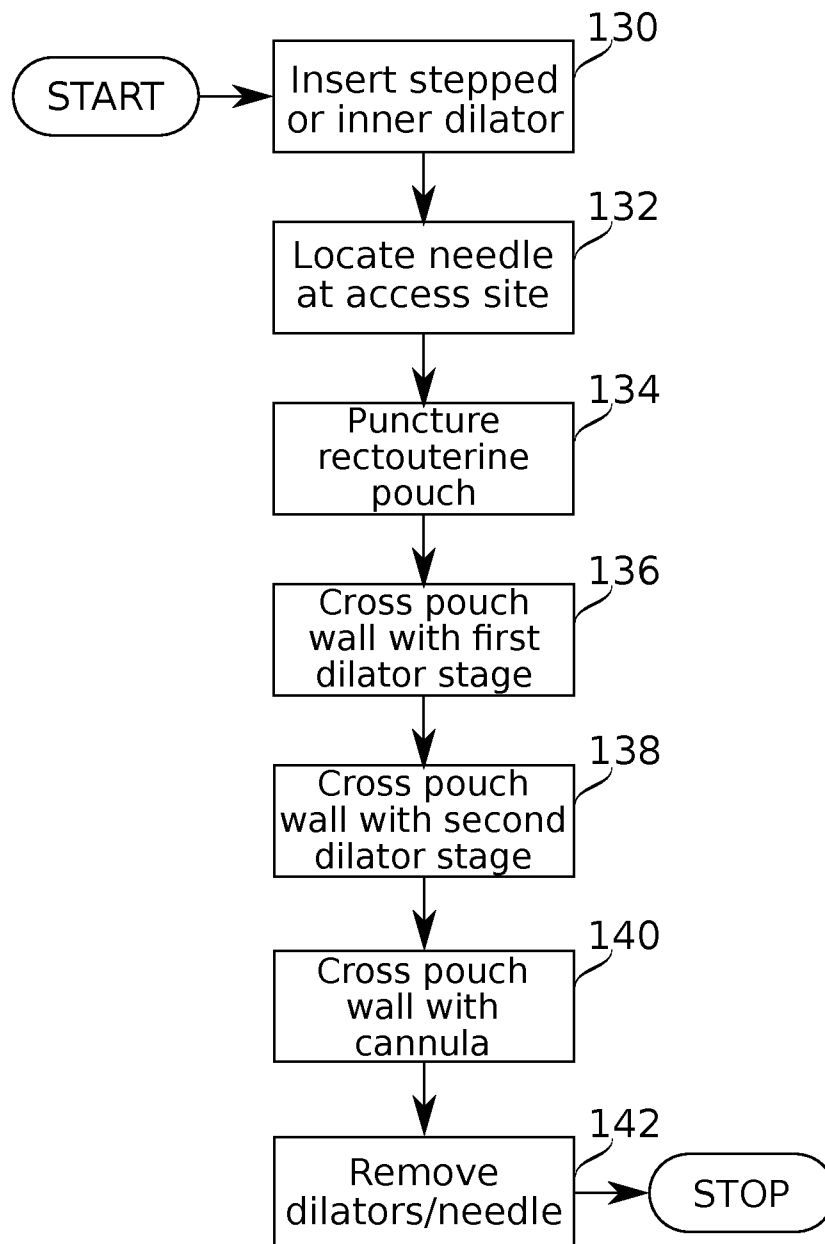 START
130
Insert stepped
or inner dilator
132
Locate needle
at access site
134
Puncture
rectouterine
pouch
136
Cross pouch
wall with first
dilator stage
138
Cross pouch
wall with second
dilator stage
140
Cross pouch
wall with
cannula
142
Remove
dilators/needle
STOP